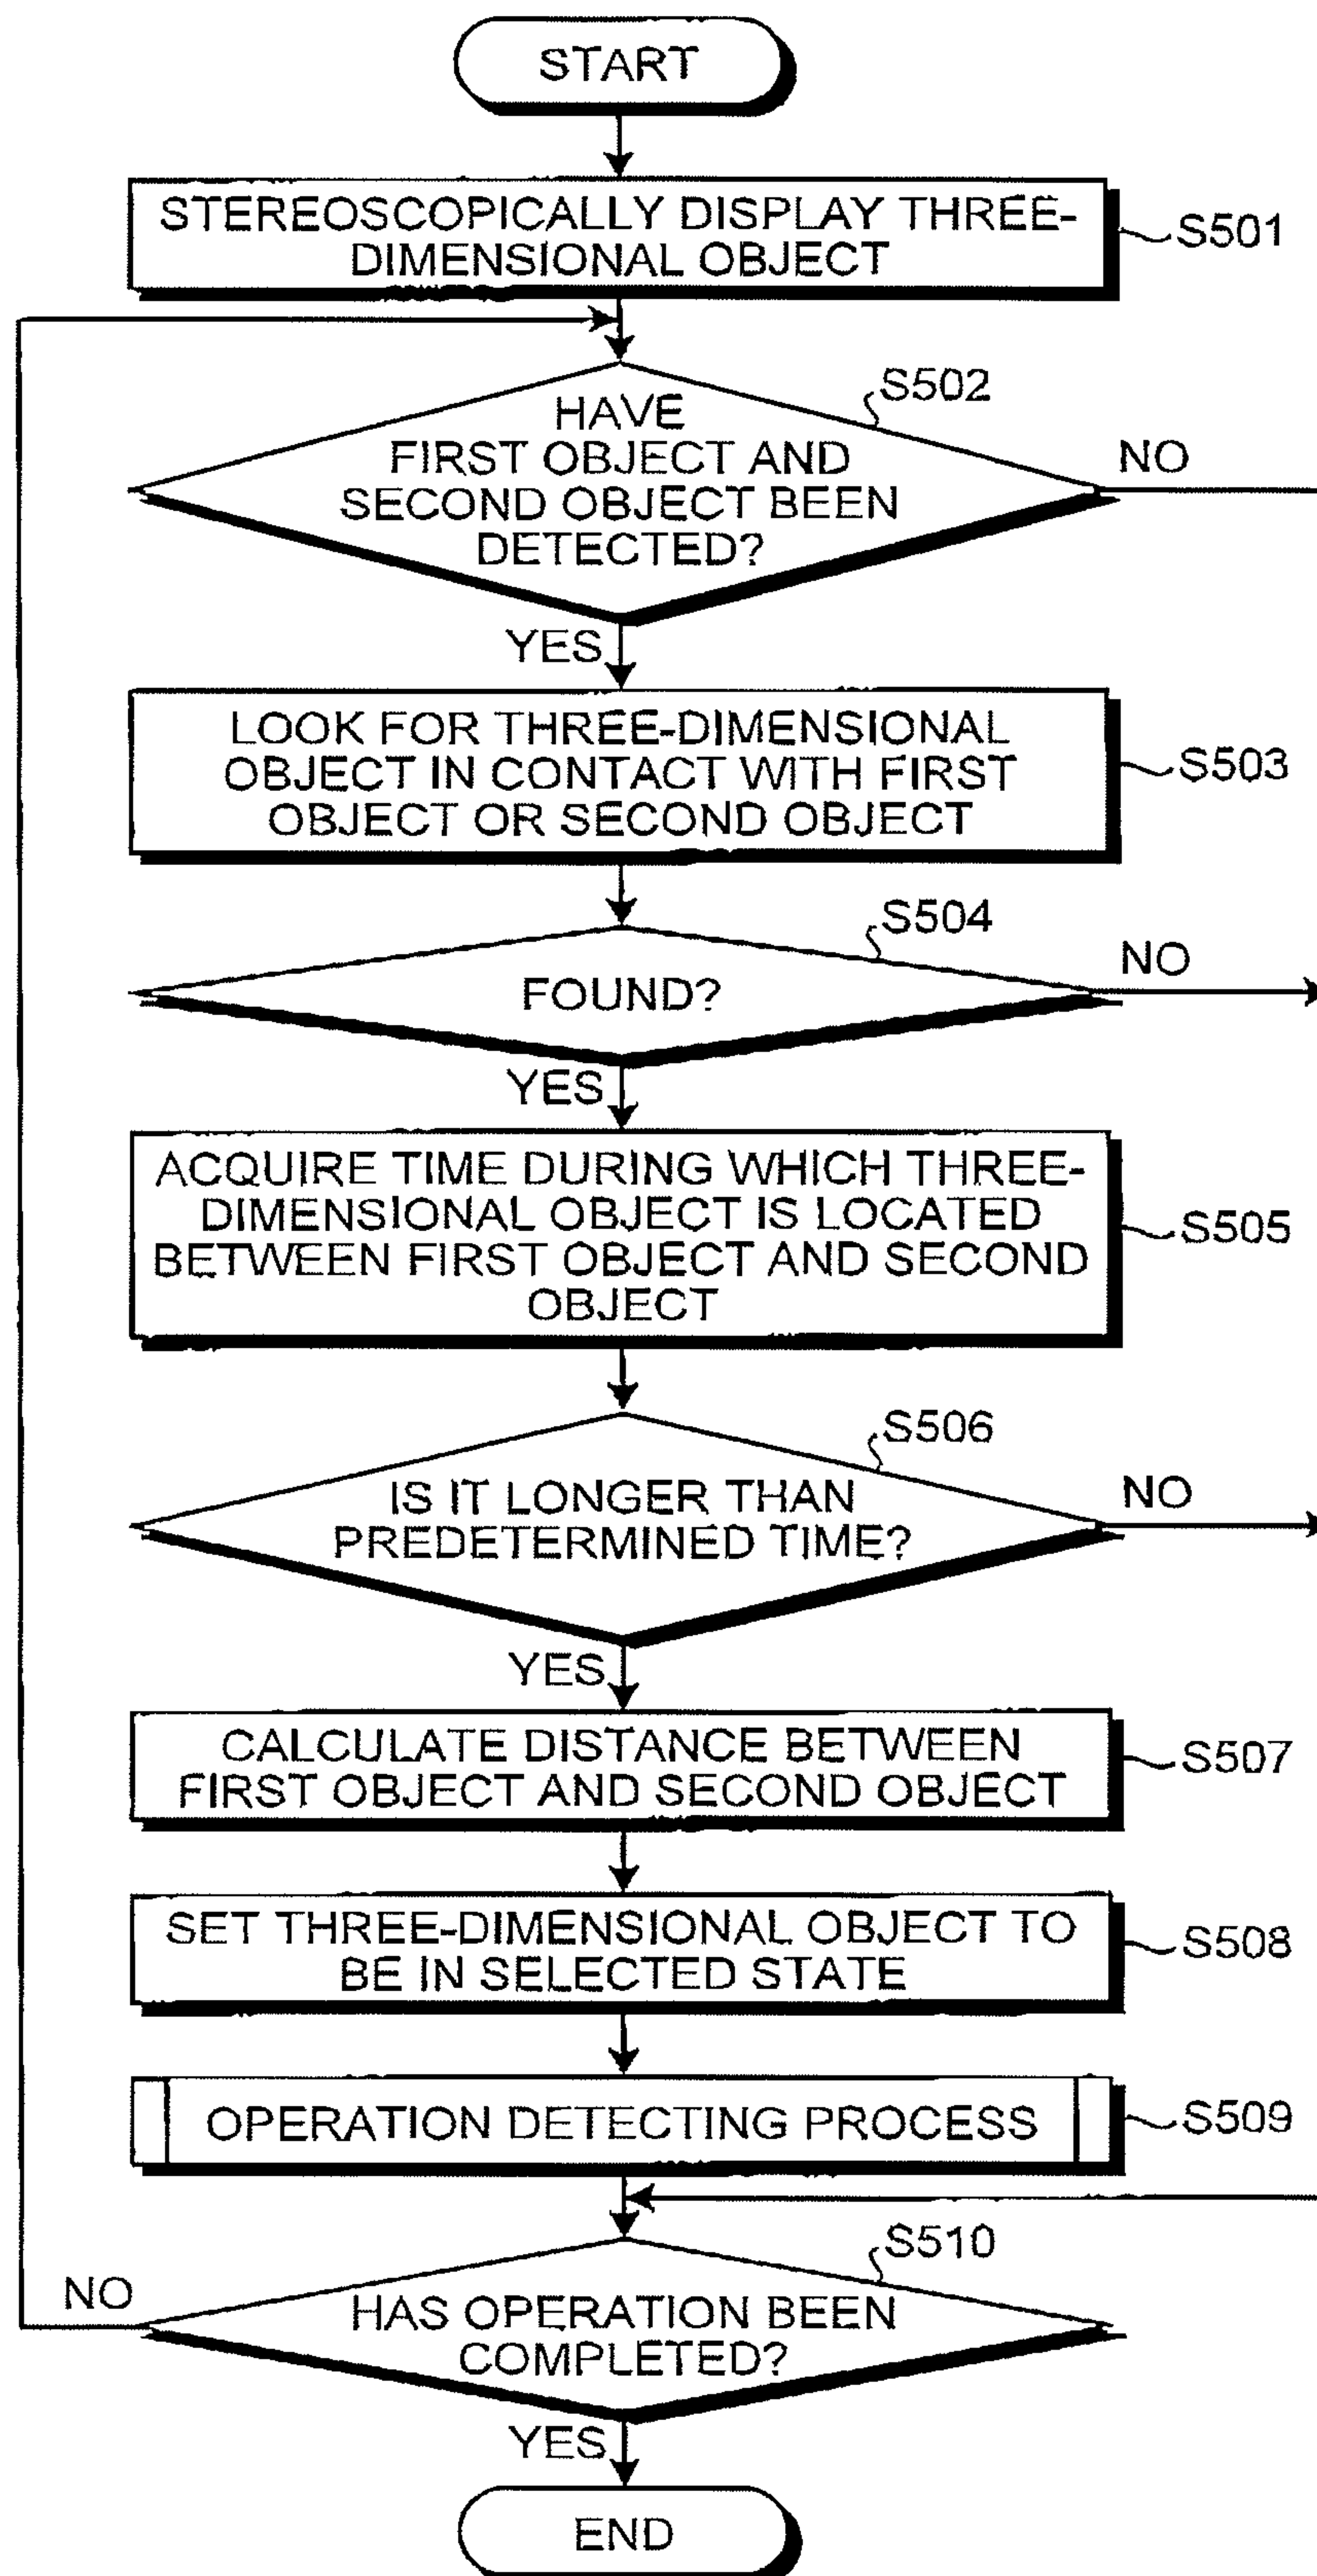 START
STEREOSCOPICALLY DISPLAY THREE-
DIMENSIONAL OBJECT
S501
S502
HAVE
FIRST OBJECT AND
SECOND OBJECT BEEN
DETECTED?
NO
YES
LOOK FOR THREE-DIMENSIONAL
OBJECT IN CONTACT WITH FIRST
OBJECT OR SECOND OBJECT
S503
S504
NO
FOUND?
YES
ACQUIRE TIME DURING WHICH THREE-
DIMENSIONAL OBJECT IS LOCATED
BETWEEN FIRST OBJECT AND SECOND
OBJECT
S505
S506
NO
IS IT LONGER THAN
PREDETERMINED TIME?
YES
CALCULATE DISTANCE BETWEEN
FIRST OBJECT AND SECOND OBJECT
S507
SET THREE-DIMENSIONAL OBJECT TO
BE IN SELECTED STATE
S508
OPERATION DETECTING PROCESS
S509
S510
NO
HAS OPERATION BEEN
COMPLETED?
YES
END